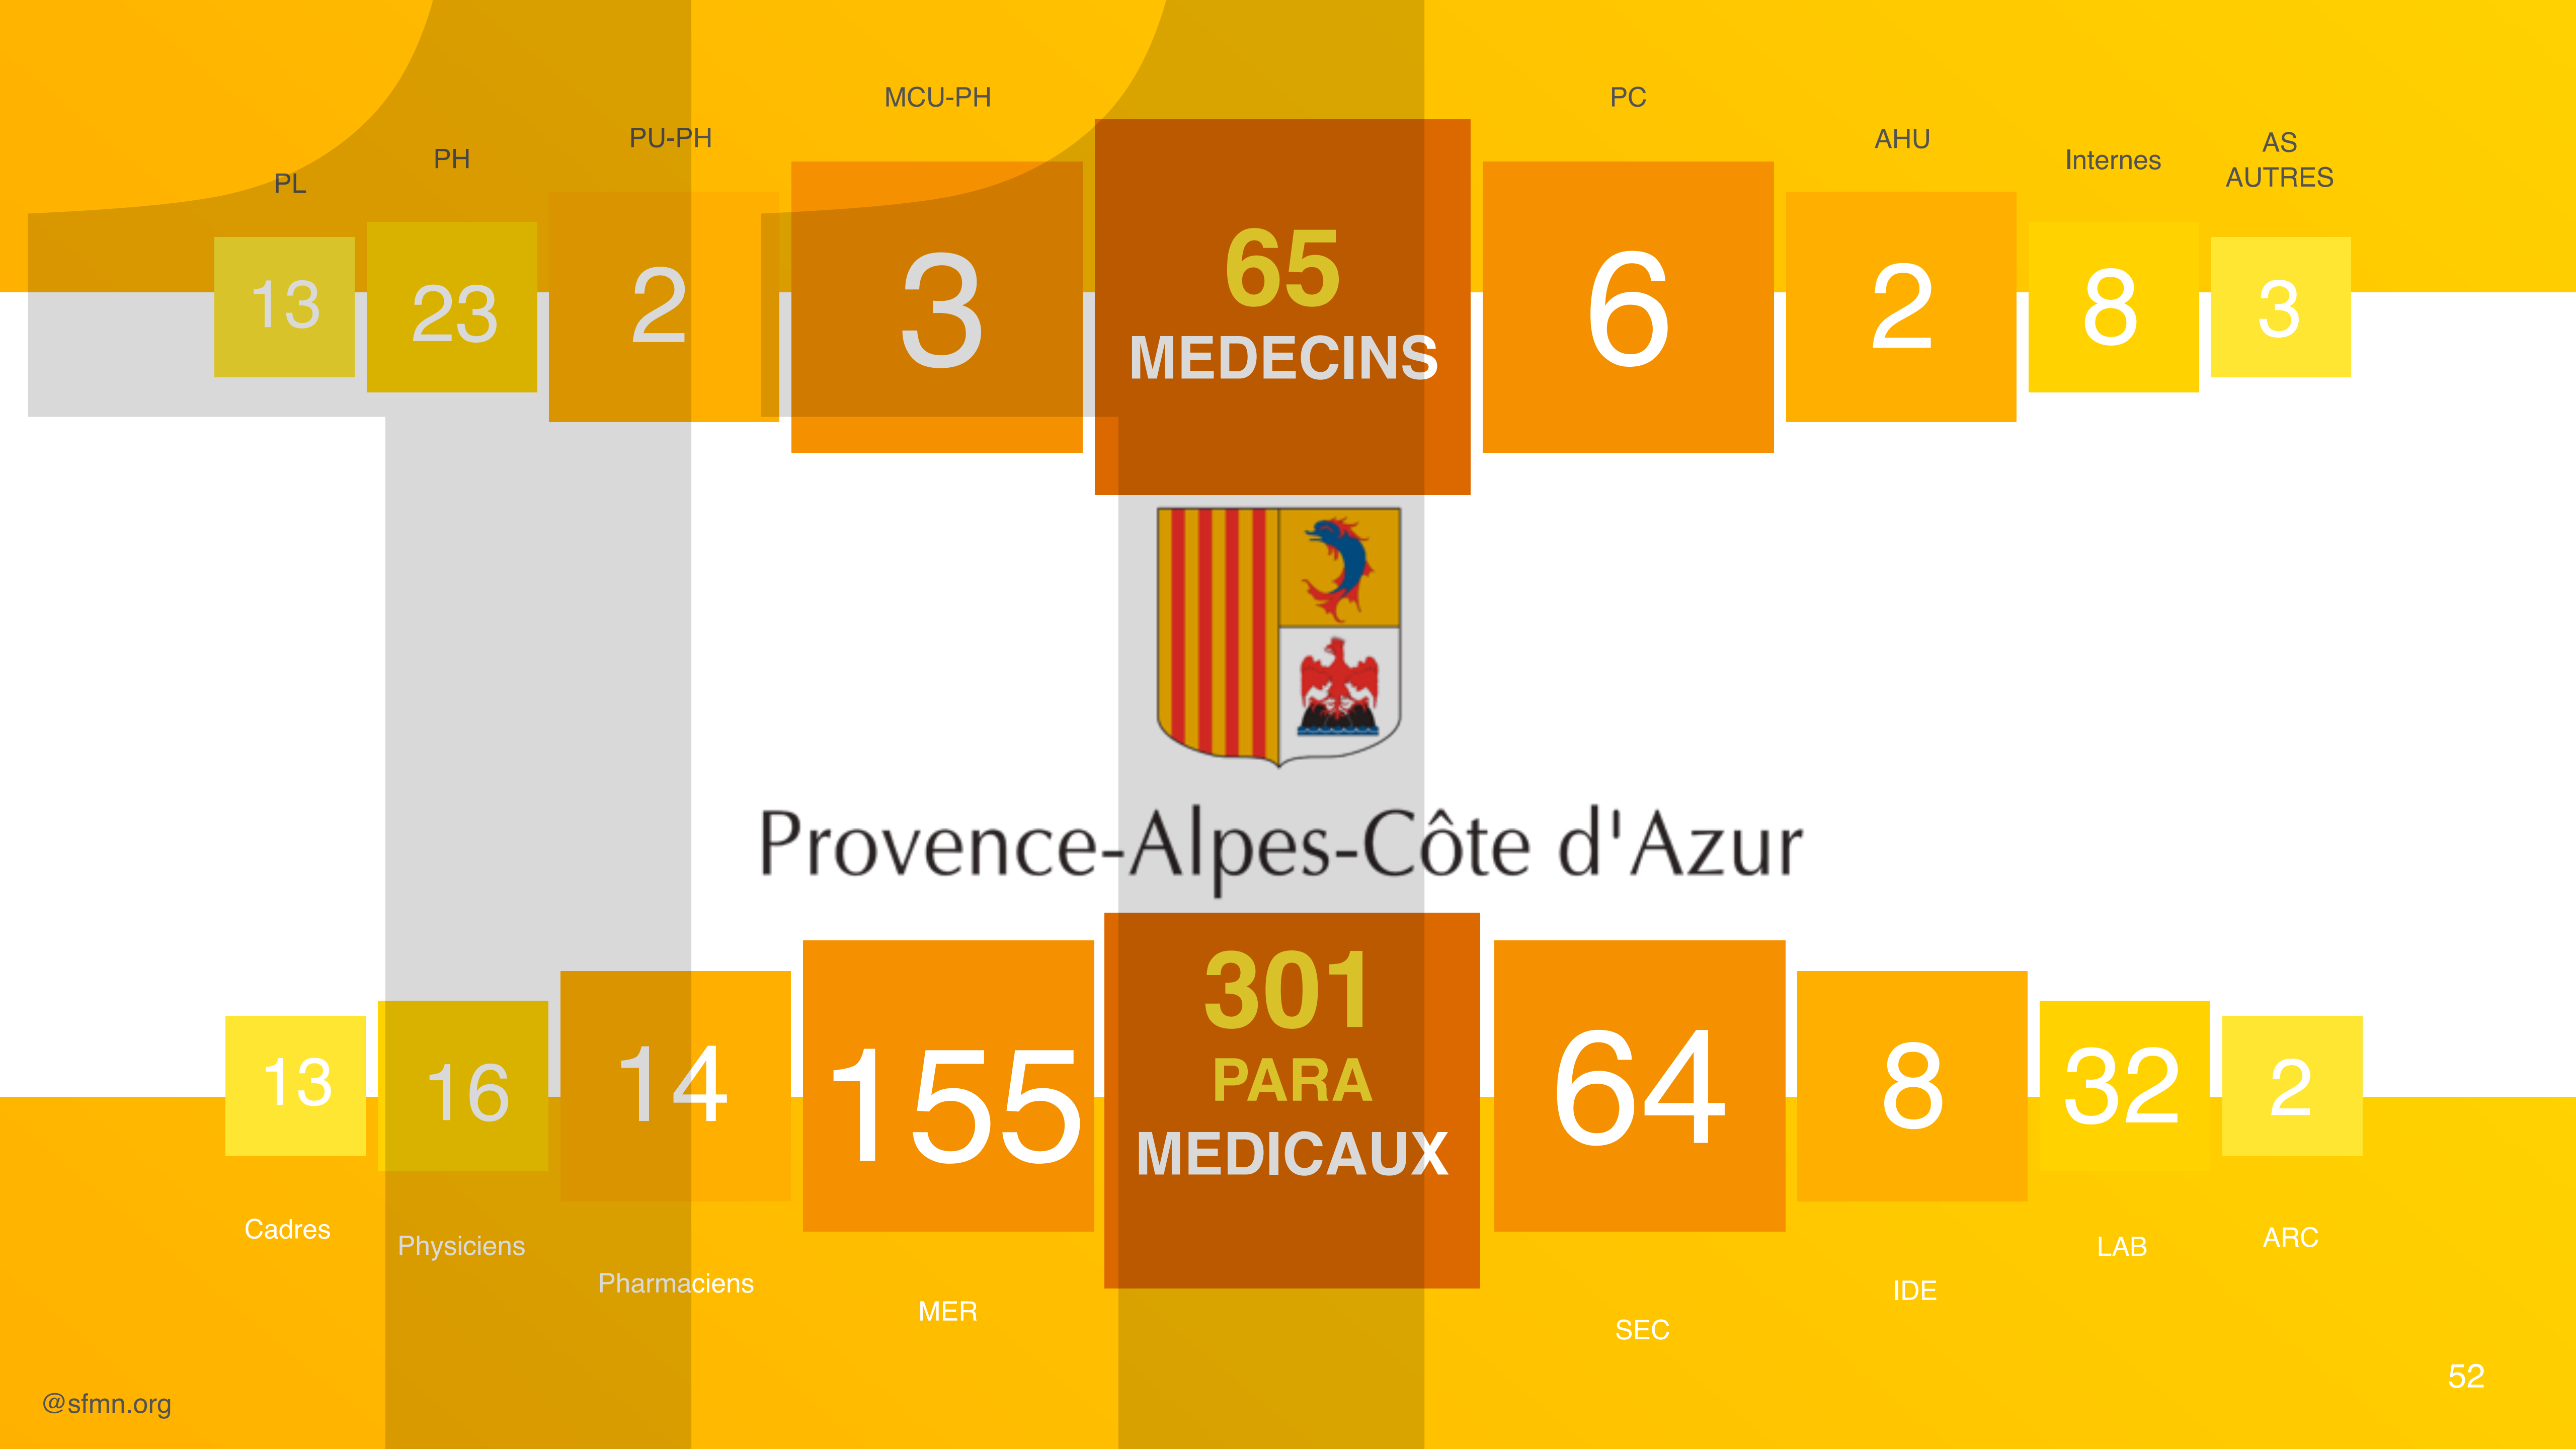 MCU-PH
PC
PU-PH
AHU
PH
Internes
AS
AUTRES
PL
13
23
2
3
65
MEDECINS
6
2
8
3
Provence-Alpes-Côte d'Azur
13
16
14
155
301
PARA
MEDICAUX
64
8
32
2
Cadres
Physiciens
Pharmaciens
MER
SEC
IDE
LAB
ARC
@sfmn.org
52
11